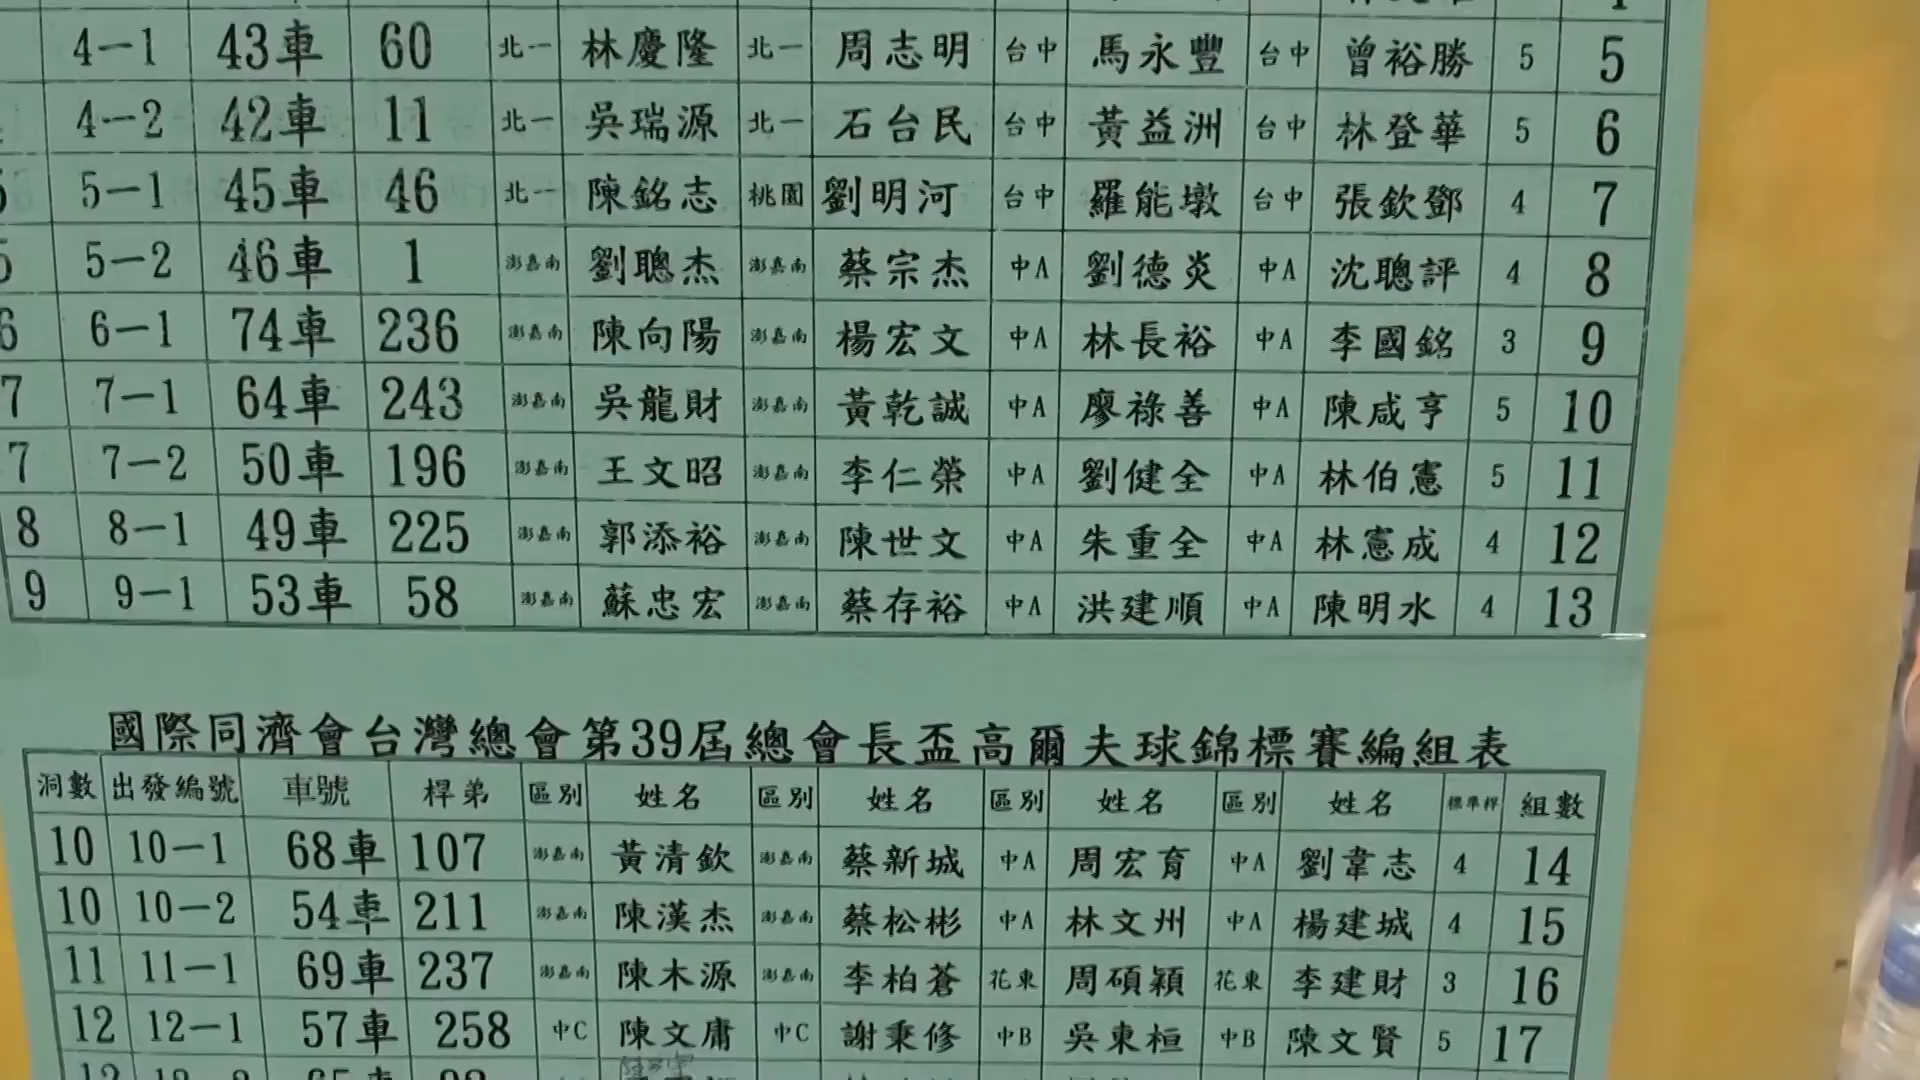 4－1 43車 60 北一 林慶隆 北一 周志明 台中 馬永豐 台中 曾裕勝 5 5
4－2 42車 11 北一 吳瑞源 北一 石台民 台中 黃益洲 台中 林登華 5 6
5－1 45車 46 北一 陳銘志 桃園 劉明河 台中 羅能墩 台中 張欽鄧 4 7
5－2 46車 1 澎嘉南 劉聰杰 澎嘉南 蔡宗杰 中A 劉德炎 中A 沈聰評 4 8
6 6－1 74車 236 澎嘉南 陳向陽 澎嘉南 楊宏文 中A 林長裕 中A 李國銘 3 9
7 7－1 64車 243 澎嘉南 吳龍財 澎嘉南 黃乾誠 中A 廖祿善 中A 陳咸亨 5 10
7 7－2 50車 196 澎嘉南 王文昭 澎嘉南 李仁榮 中A 劉健全 中A 林伯憲 5 11
8 8－1 49車 225 澎嘉南 郭添裕 澎嘉南 陳世文 中A 朱重全 中A 林憲成 4 12
9 9－1 53車 58 澎嘉南 蘇忠宏 澎嘉南 蔡存裕 中A 洪建順 中A 陳明水 4 13
國際同濟會台灣總會第39屆總會長盃高爾夫球錦標賽編組表
洞數 出發編號 車號 桿弟 區別 姓名 區別 姓名 區別 姓名 區別 姓名 標準桿 組數
10 10－1 68車 107 澎嘉南 黃清欽 澎嘉南 蔡新城 中A 周宏育 中A 劉韋志 4 14
10 10－2 54車 211 澎嘉南 陳漢杰 澎嘉南 蔡松彬 中A 林文州 中A 楊建城 4 15
11 11－1 69車 237 澎嘉南 陳木源 澎嘉南 李柏蒼 花東 周碩穎 花東 李建財 3 16
12 12－1 57車 258 中C 陳文庸 中C 謝秉修 中B 吳東桓 中B 陳文賢 5 17